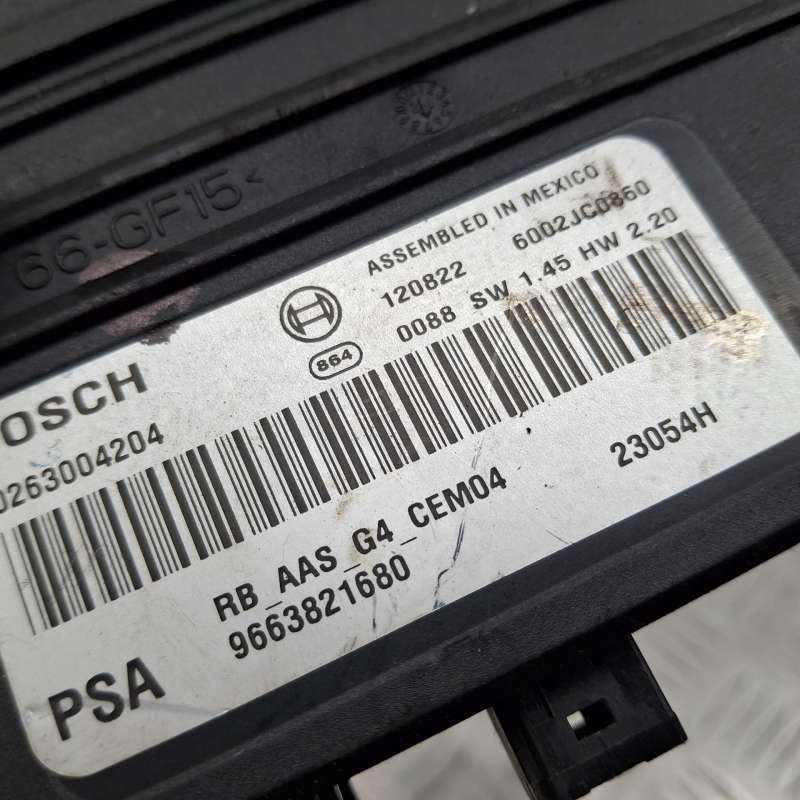 66-GF15<
ASSEMBLED IN MEXICO
120822 6002JC0860
864 0088 SW 1.45 HW 2.20
OSCH
0263004204
23054H
RB_AAS_G4_CEM04
9663821680
PSA